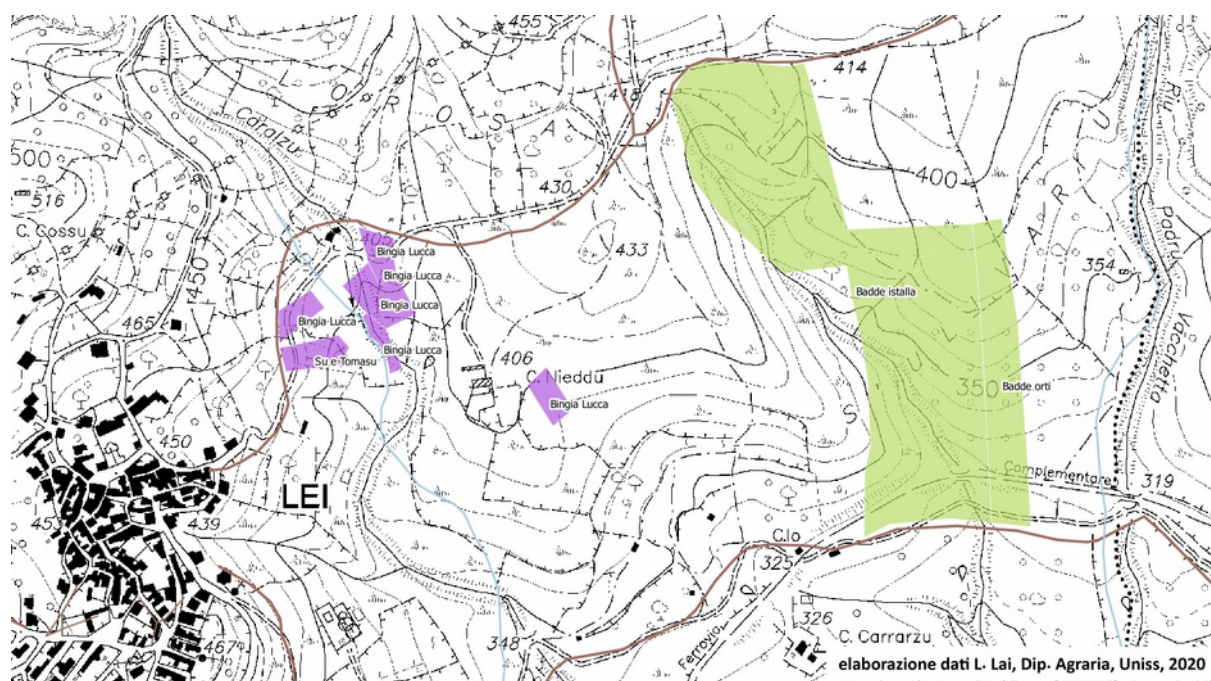 455
414
418
Caralzu
O R O S A
500
516
430
400
C. Cossu
405
Bingia Lucca
433
354
Riu
Padru
Vacchetta
450
Bingia Lucca
Badde istalla
Bingia Lucca
Bingia Lucca
465
Bingia Lucca
Su e Tomasu
406
C. Nieddu
350
Badde orti
Bingia Lucca
450
LEI
Complementare
319
453
439
C.lo
325
348
326
467
Ferrovia
C. Carrarzu
elaborazione dati L. Lai, Dip. Agraria, Uniss, 2020